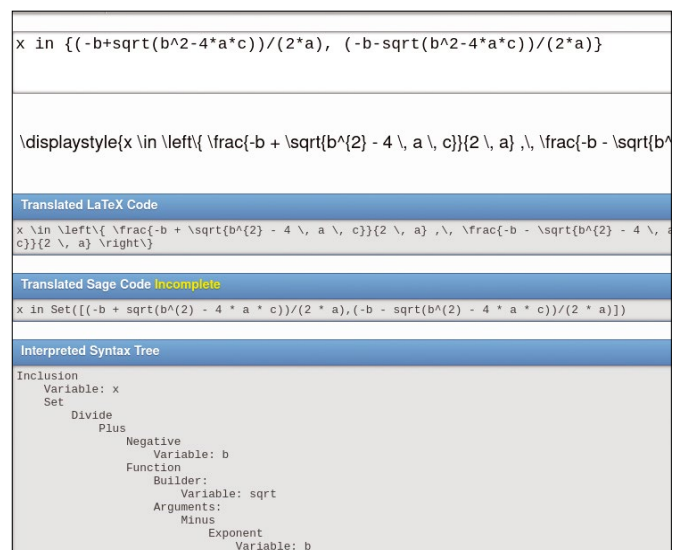 x in {(-b+sqrt(b^2-4*a*c))/(2*a), (-b-sqrt(b^2-4*a*c))/(2*a)}
\displaystyle{x \in \left\{ \frac{-b + \sqrt{b^{2} - 4 \, a \, c}}{2 \, a} ,\, \frac{-b - \sqrt{b^
Translated LaTeX Code
x \in \left\{ \frac{-b + \sqrt{b^{2} - 4 \, a \, c}}{2 \, a} ,\, \frac{-b - \sqrt{b^{2} - 4 \, a
c}}{2 \, a} \right\}
Translated Sage Code Incomplete
x in Set([(-b + sqrt(b^(2) - 4 * a * c))/(2 * a),(-b - sqrt(b^(2) - 4 * a * c))/(2 * a)])
Interpreted Syntax Tree
Inclusion
Variable: x
Set
Divide
Plus
Negative
Variable: b
Function
Builder:
Variable: sqrt
Arguments:
Minus
Exponent
Variable: b